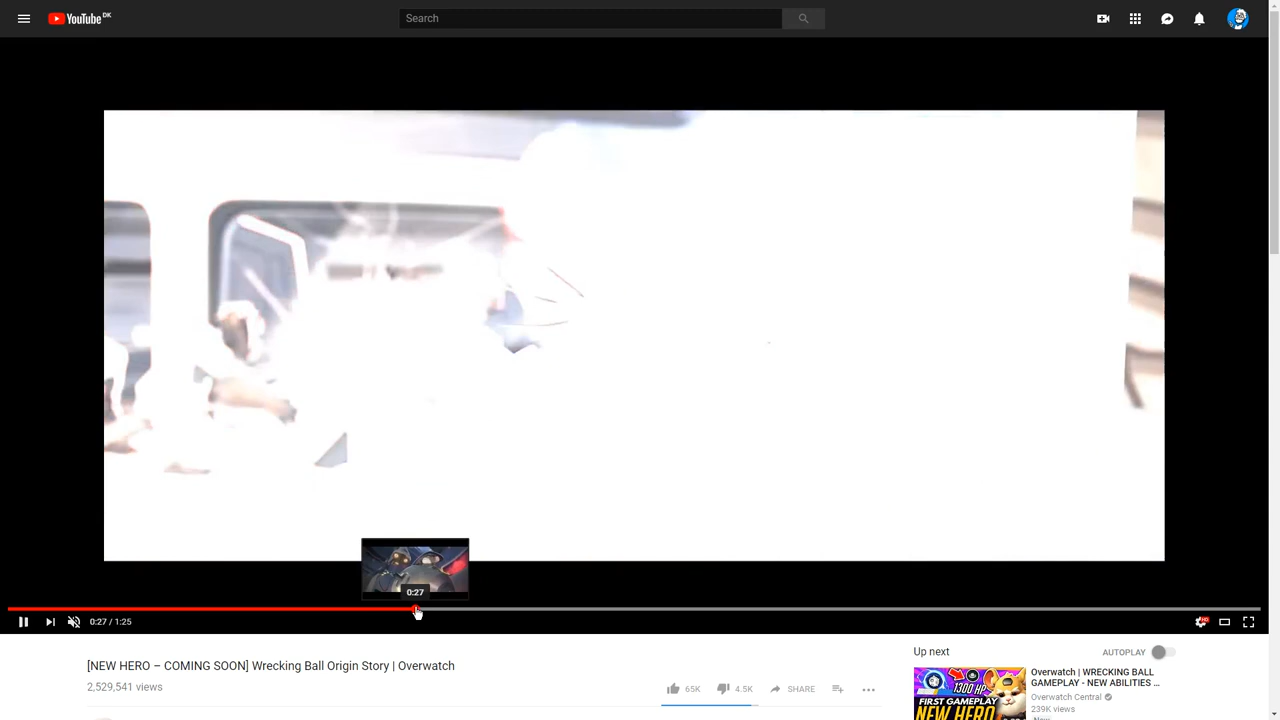 YouTube DK
Search
0:27
0:27 / 1:25
HD
[NEW HERO – COMING SOON] Wrecking Ball Origin Story | Overwatch
2,529,541 views
65K
4.5K
SHARE
Up next
AUTOPLAY
1300 HP
FIRST GAMEPLAY
NEW HERO
Overwatch | WRECKING BALL
GAMEPLAY - NEW ABILITIES ...
Overwatch Central
239K views
New